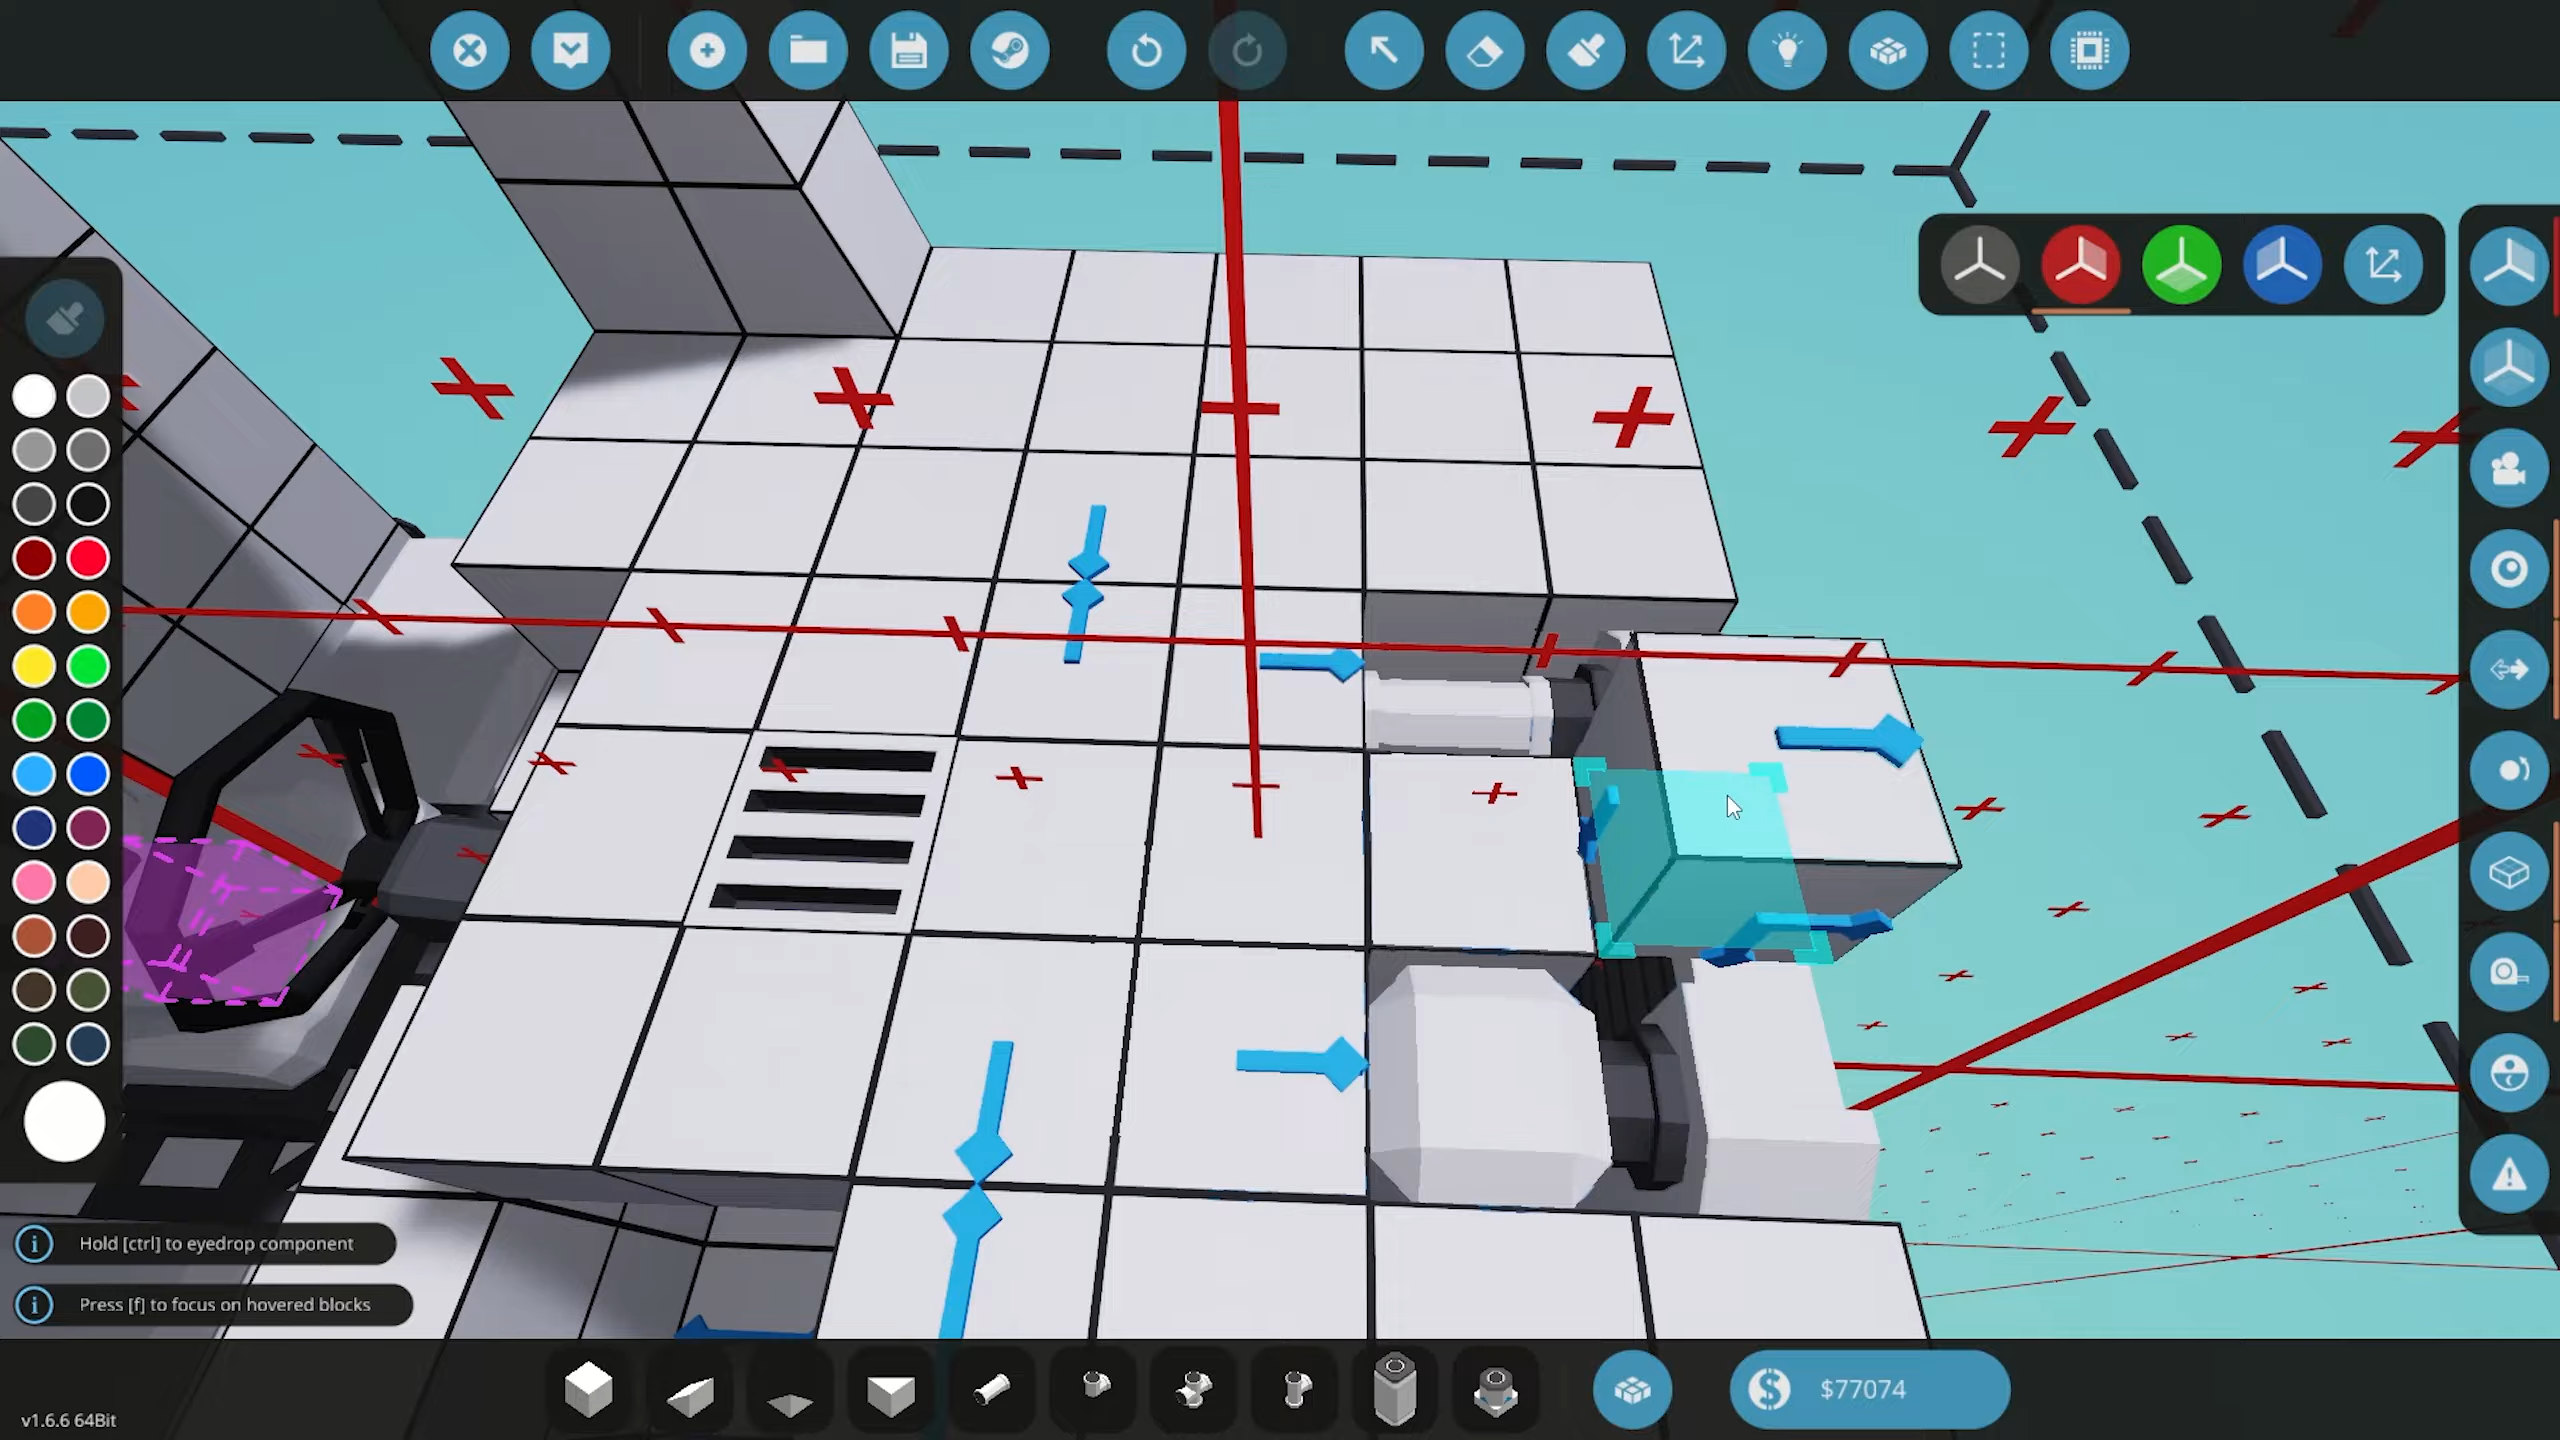 Hold [ctrl] to eyedrop component
Press [f] to focus on hovered blocks
$77074
v1.6.6 64Bit